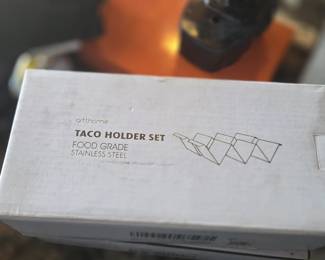 arthome
TACO HOLDER SET
FOOD GRADE
STAINLESS STEEL